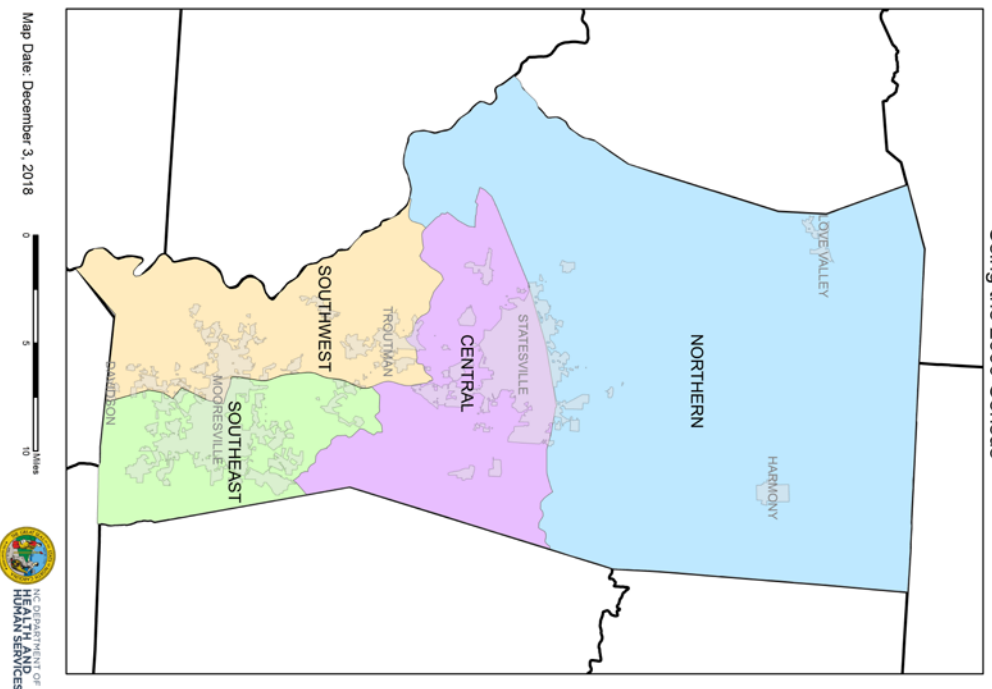 LOVE VALLEY
HARMONY
NORTHERN
STATESVILLE
CENTRAL
TROUTMAN
SOUTHWEST
SOUTHEAST
MOORESVILLE
DAVIDSON
Map Date: December 3, 2018
0 5 10 Miles
NC DEPARTMENT OF
HEALTH AND
HUMAN SERVICES